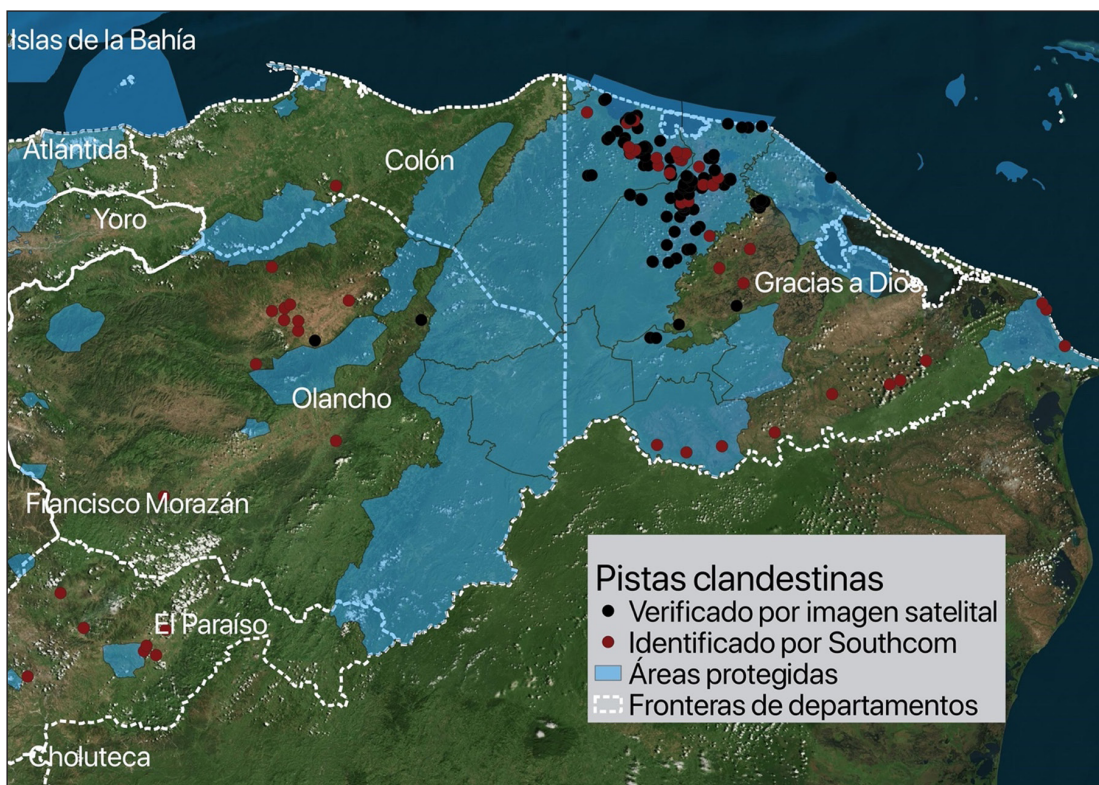 Islas de la Bahía
Atlántida
Colón
Yoro
Gracias a Dios
Olancho
Francisco Morazán
El Paraíso
Choluteca
Pistas clandestinas
Verificado por imagen satelital
Identificado por Southcom
Áreas protegidas
Fronteras de departamentos